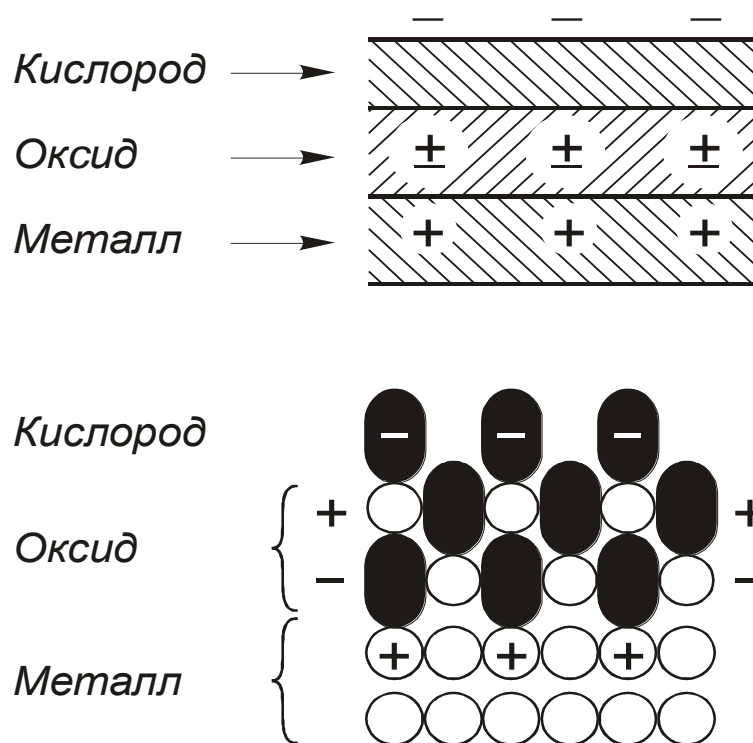 — — —
Кислород
Оксид ± ± ±
Металл + + +
Кислород − − −
+ +
Оксид
− −
+ + +
Металл